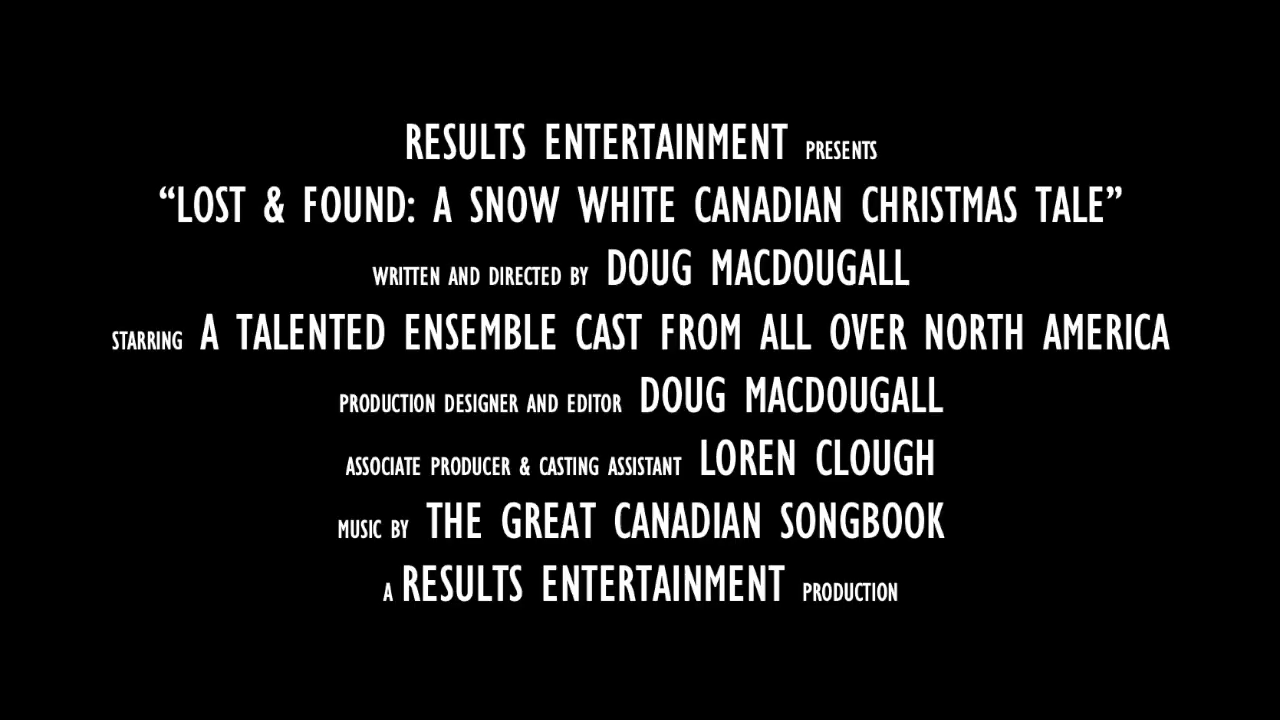 RESULTS ENTERTAINMENT PRESENTS
“LOST & FOUND: A SNOW WHITE CANADIAN CHRISTMAS TALE”
WRITTEN AND DIRECTED BY DOUG MACDOUGALL
STARRING A TALENTED ENSEMBLE CAST FROM ALL OVER NORTH AMERICA
PRODUCTION DESIGNER AND EDITOR DOUG MACDOUGALL
ASSOCIATE PRODUCER & CASTING ASSISTANT LOREN CLOUGH
MUSIC BY THE GREAT CANADIAN SONGBOOK
A RESULTS ENTERTAINMENT PRODUCTION